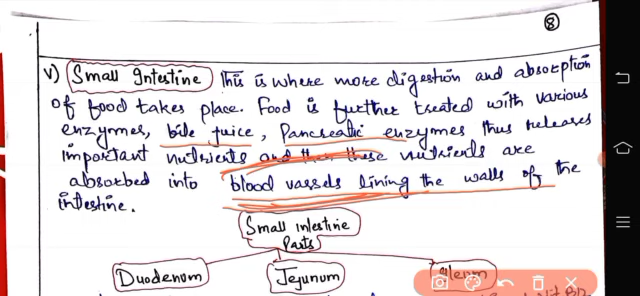 8
v) Small Intestine This is where more digestion and absorption
of food takes place. Food is further treated with various
enzymes, bile juice, Pancreatic enzymes thus releases
important nutrients and then these nutrients are
absorbed into blood vassels lining the walls of the
intestine.
Small intestine
Parts
Duodenum Jejunum Ileum